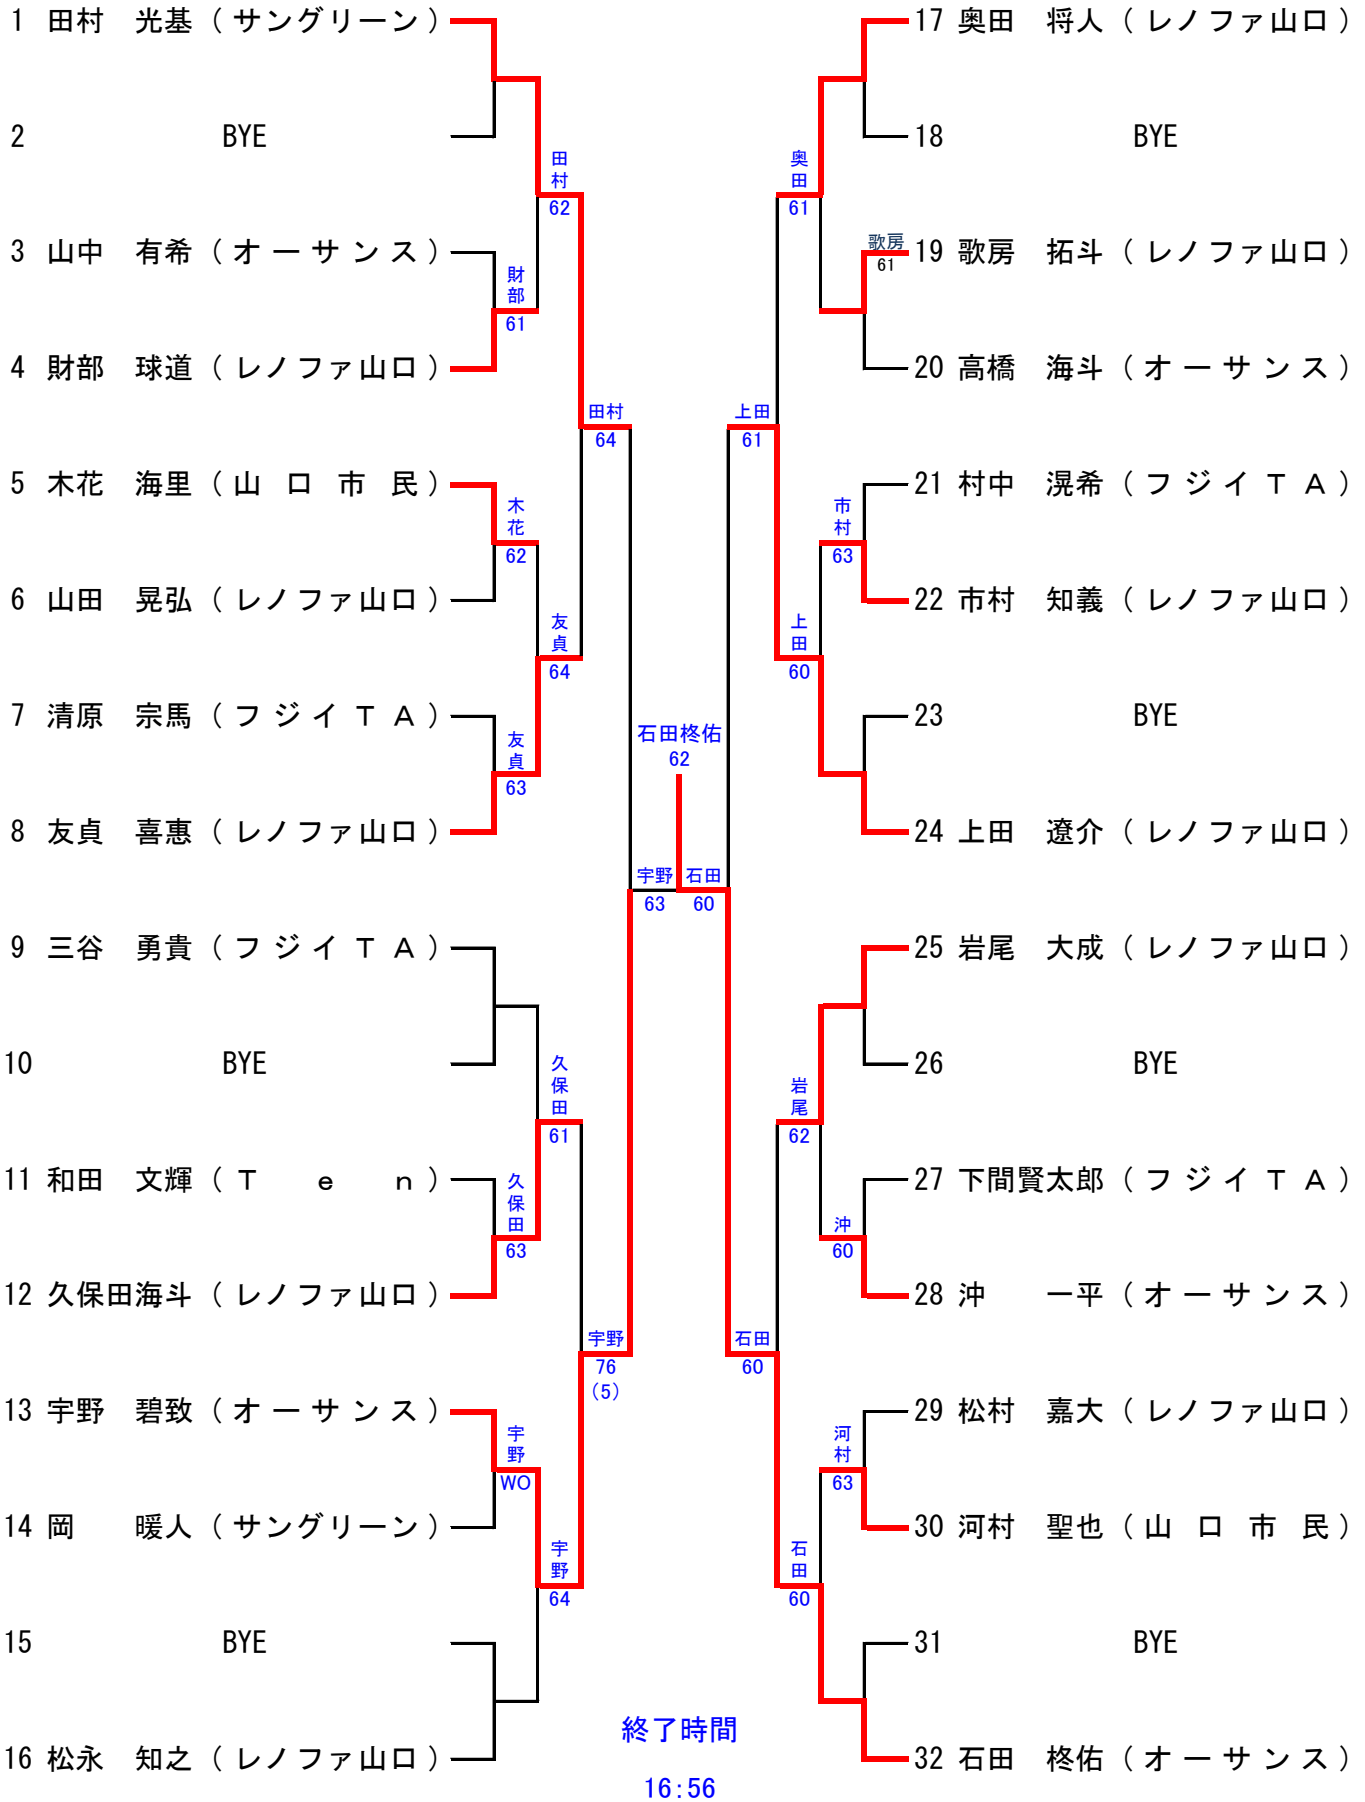 1 田村　光基（サングリーン）
2 BYE
3 山中　有希（オーサンス）
4 財部　球道（レノファ山口）
5 木花　海里（山口市民）
6 山田　晃弘（レノファ山口）
7 清原　宗馬（フジイＴＡ）
8 友貞　喜惠（レノファ山口）
9 三谷　勇貴（フジイＴＡ）
10 BYE
11 和田　文輝（Ｔｅｎ）
12 久保田海斗（レノファ山口）
13 宇野　碧致（オーサンス）
14 岡　暖人（サングリーン）
15 BYE
16 松永　知之（レノファ山口）
財部
61
木花
62
友貞
63
久保田
63
宇野
WO
田村
62
友貞
64
久保田
61
宇野
64
田村
64
宇野
76
(5)
宇野
63
石田柊佑
62
石田
60
上田
61
石田
60
奥田
61
上田
60
岩尾
62
石田
60
歌房
61
市村
63
沖
60
河村
63
17 奥田　将人（レノファ山口）
18 BYE
19 歌房　拓斗（レノファ山口）
20 高橋　海斗（オーサンス）
21 村中　滉希（フジイＴＡ）
22 市村　知義（レノファ山口）
23 BYE
24 上田　遼介（レノファ山口）
25 岩尾　大成（レノファ山口）
26 BYE
27 下間賢太郎（フジイＴＡ）
28 沖　一平（オーサンス）
29 松村　嘉大（レノファ山口）
30 河村　聖也（山口市民）
31 BYE
32 石田　柊佑（オーサンス）
終了時間
16:56